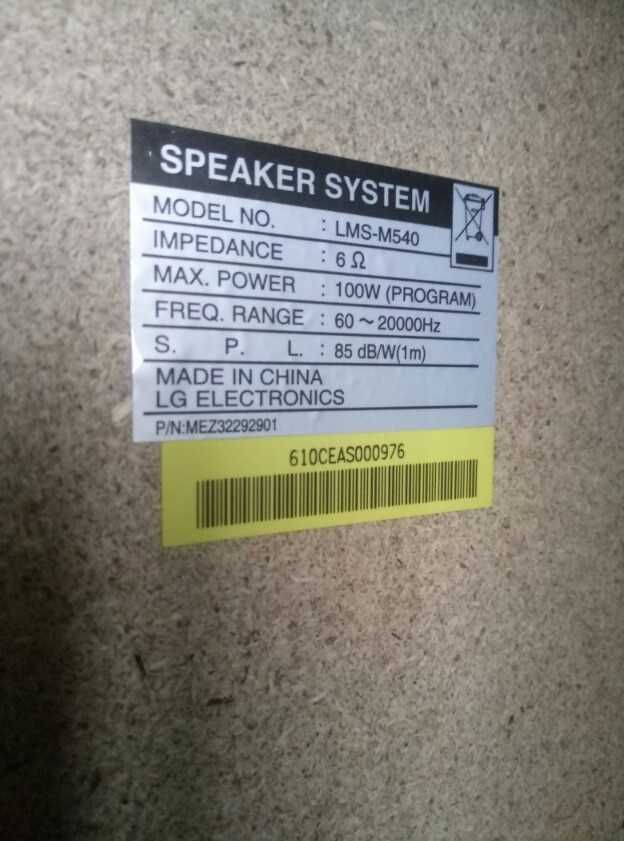 SPEAKER SYSTEM
MODEL NO. : LMS-M540
IMPEDANCE : 6 Ω
MAX. POWER : 100W (PROGRAM)
FREQ. RANGE : 60 ~ 20000Hz
S. P. L. : 85 dB/W(1m)
MADE IN CHINA
LG ELECTRONICS
P/N:MEZ32292901
610CEAS000976